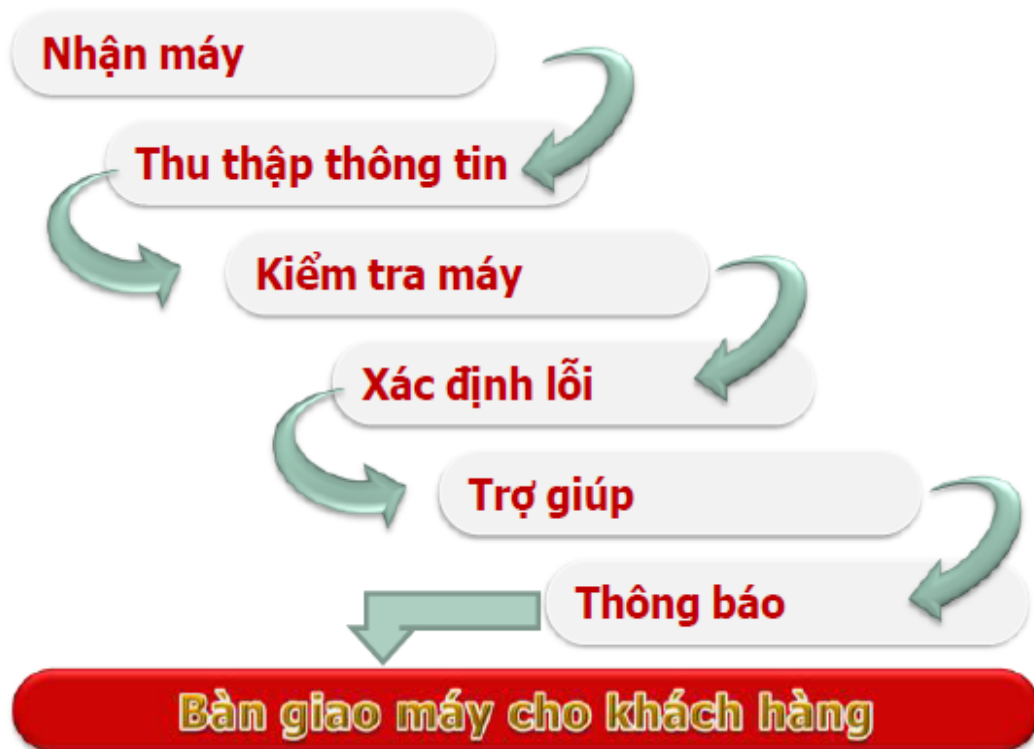 Nhận máy
Thu thập thông tin
Kiểm tra máy
Xác định lỗi
Trợ giúp
Thông báo
Bàn giao máy cho khách hàng